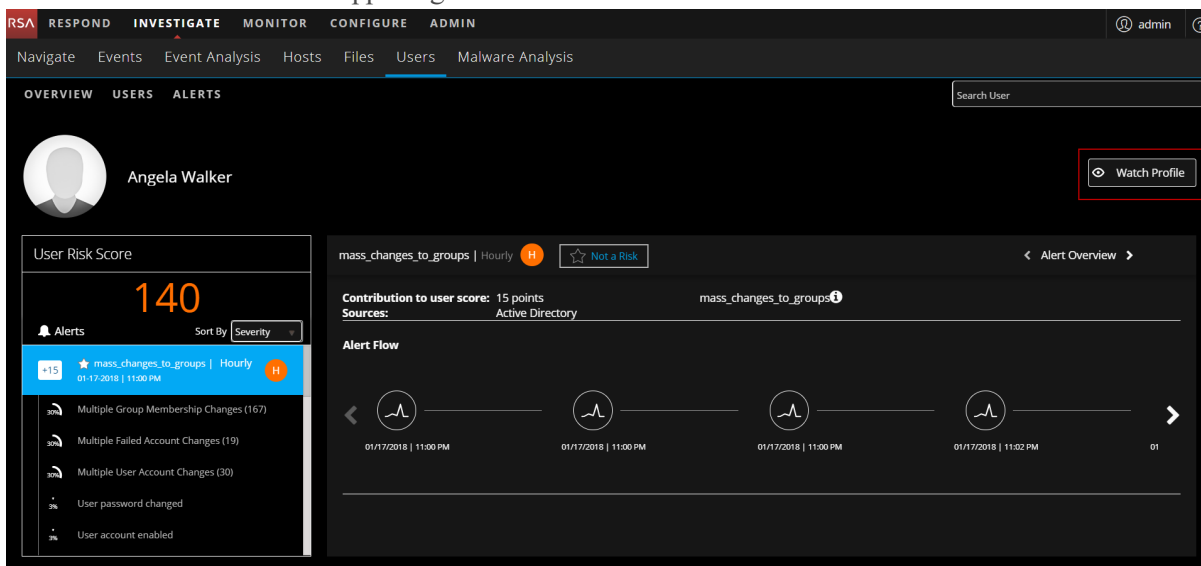 RSA RESPOND INVESTIGATE MONITOR CONFIGURE ADMIN admin
Navigate Events Event Analysis Hosts Files Users Malware Analysis
OVERVIEW USERS ALERTS Search User
Angela Walker
Watch Profile
User Risk Score
140
Alerts Sort By Severity
+15 mass_changes_to_groups | Hourly H
01-17-2018 | 11:00 PM
30% Multiple Group Membership Changes (167)
30% Multiple Failed Account Changes (19)
30% Multiple User Account Changes (30)
3% User password changed
3% User account enabled
mass_changes_to_groups | Hourly H Not a Risk Alert Overview
Contribution to user score: 15 points mass_changes_to_groups
Sources: Active Directory
Alert Flow
01/17/2018 | 11:00 PM 01/17/2018 | 11:00 PM 01/17/2018 | 11:00 PM 01/17/2018 | 11:02 PM 01